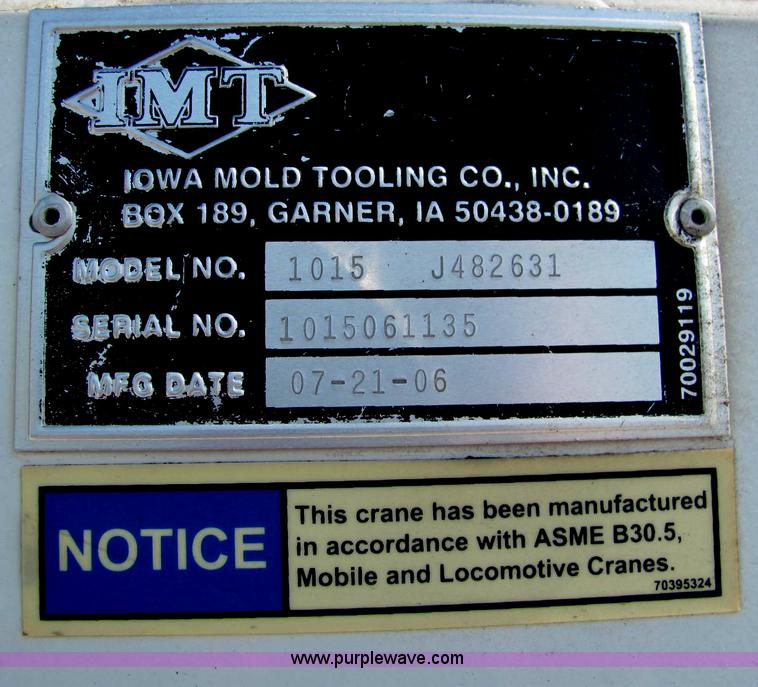 IMT
IOWA MOLD TOOLING CO., INC.
BOX 189, GARNER, IA 50438-0189
MODEL NO. 1015 J482631
SERIAL NO. 1015061135
MFG DATE 07-21-06
70029119
NOTICE
This crane has been manufactured
in accordance with ASME B30.5,
Mobile and Locomotive Cranes.
70395324
www.purplewave.com